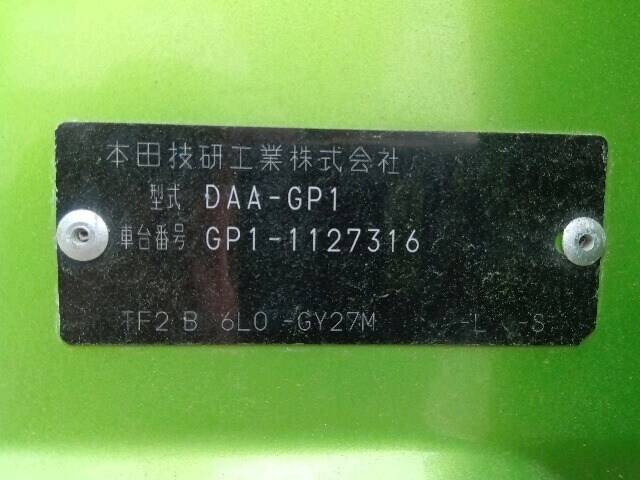 本田技研工業株式会社
型式 DAA-GP1
車台番号 GP1-1127316
TF2 B 6L0 -GY27M -L -S